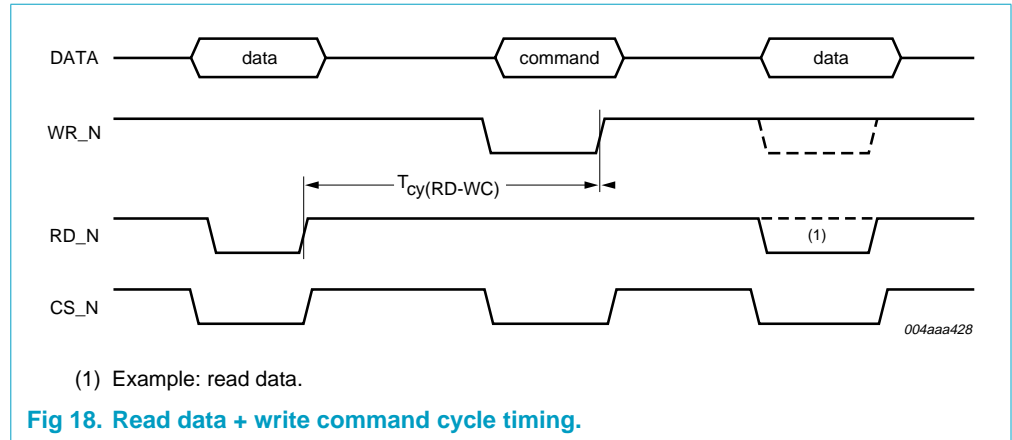 DATA
data
command
data
WR_N
Tcy(RD-WC)
RD_N
(1)
CS_N
004aaa428
(1) Example: read data.
Fig 18. Read data + write command cycle timing.